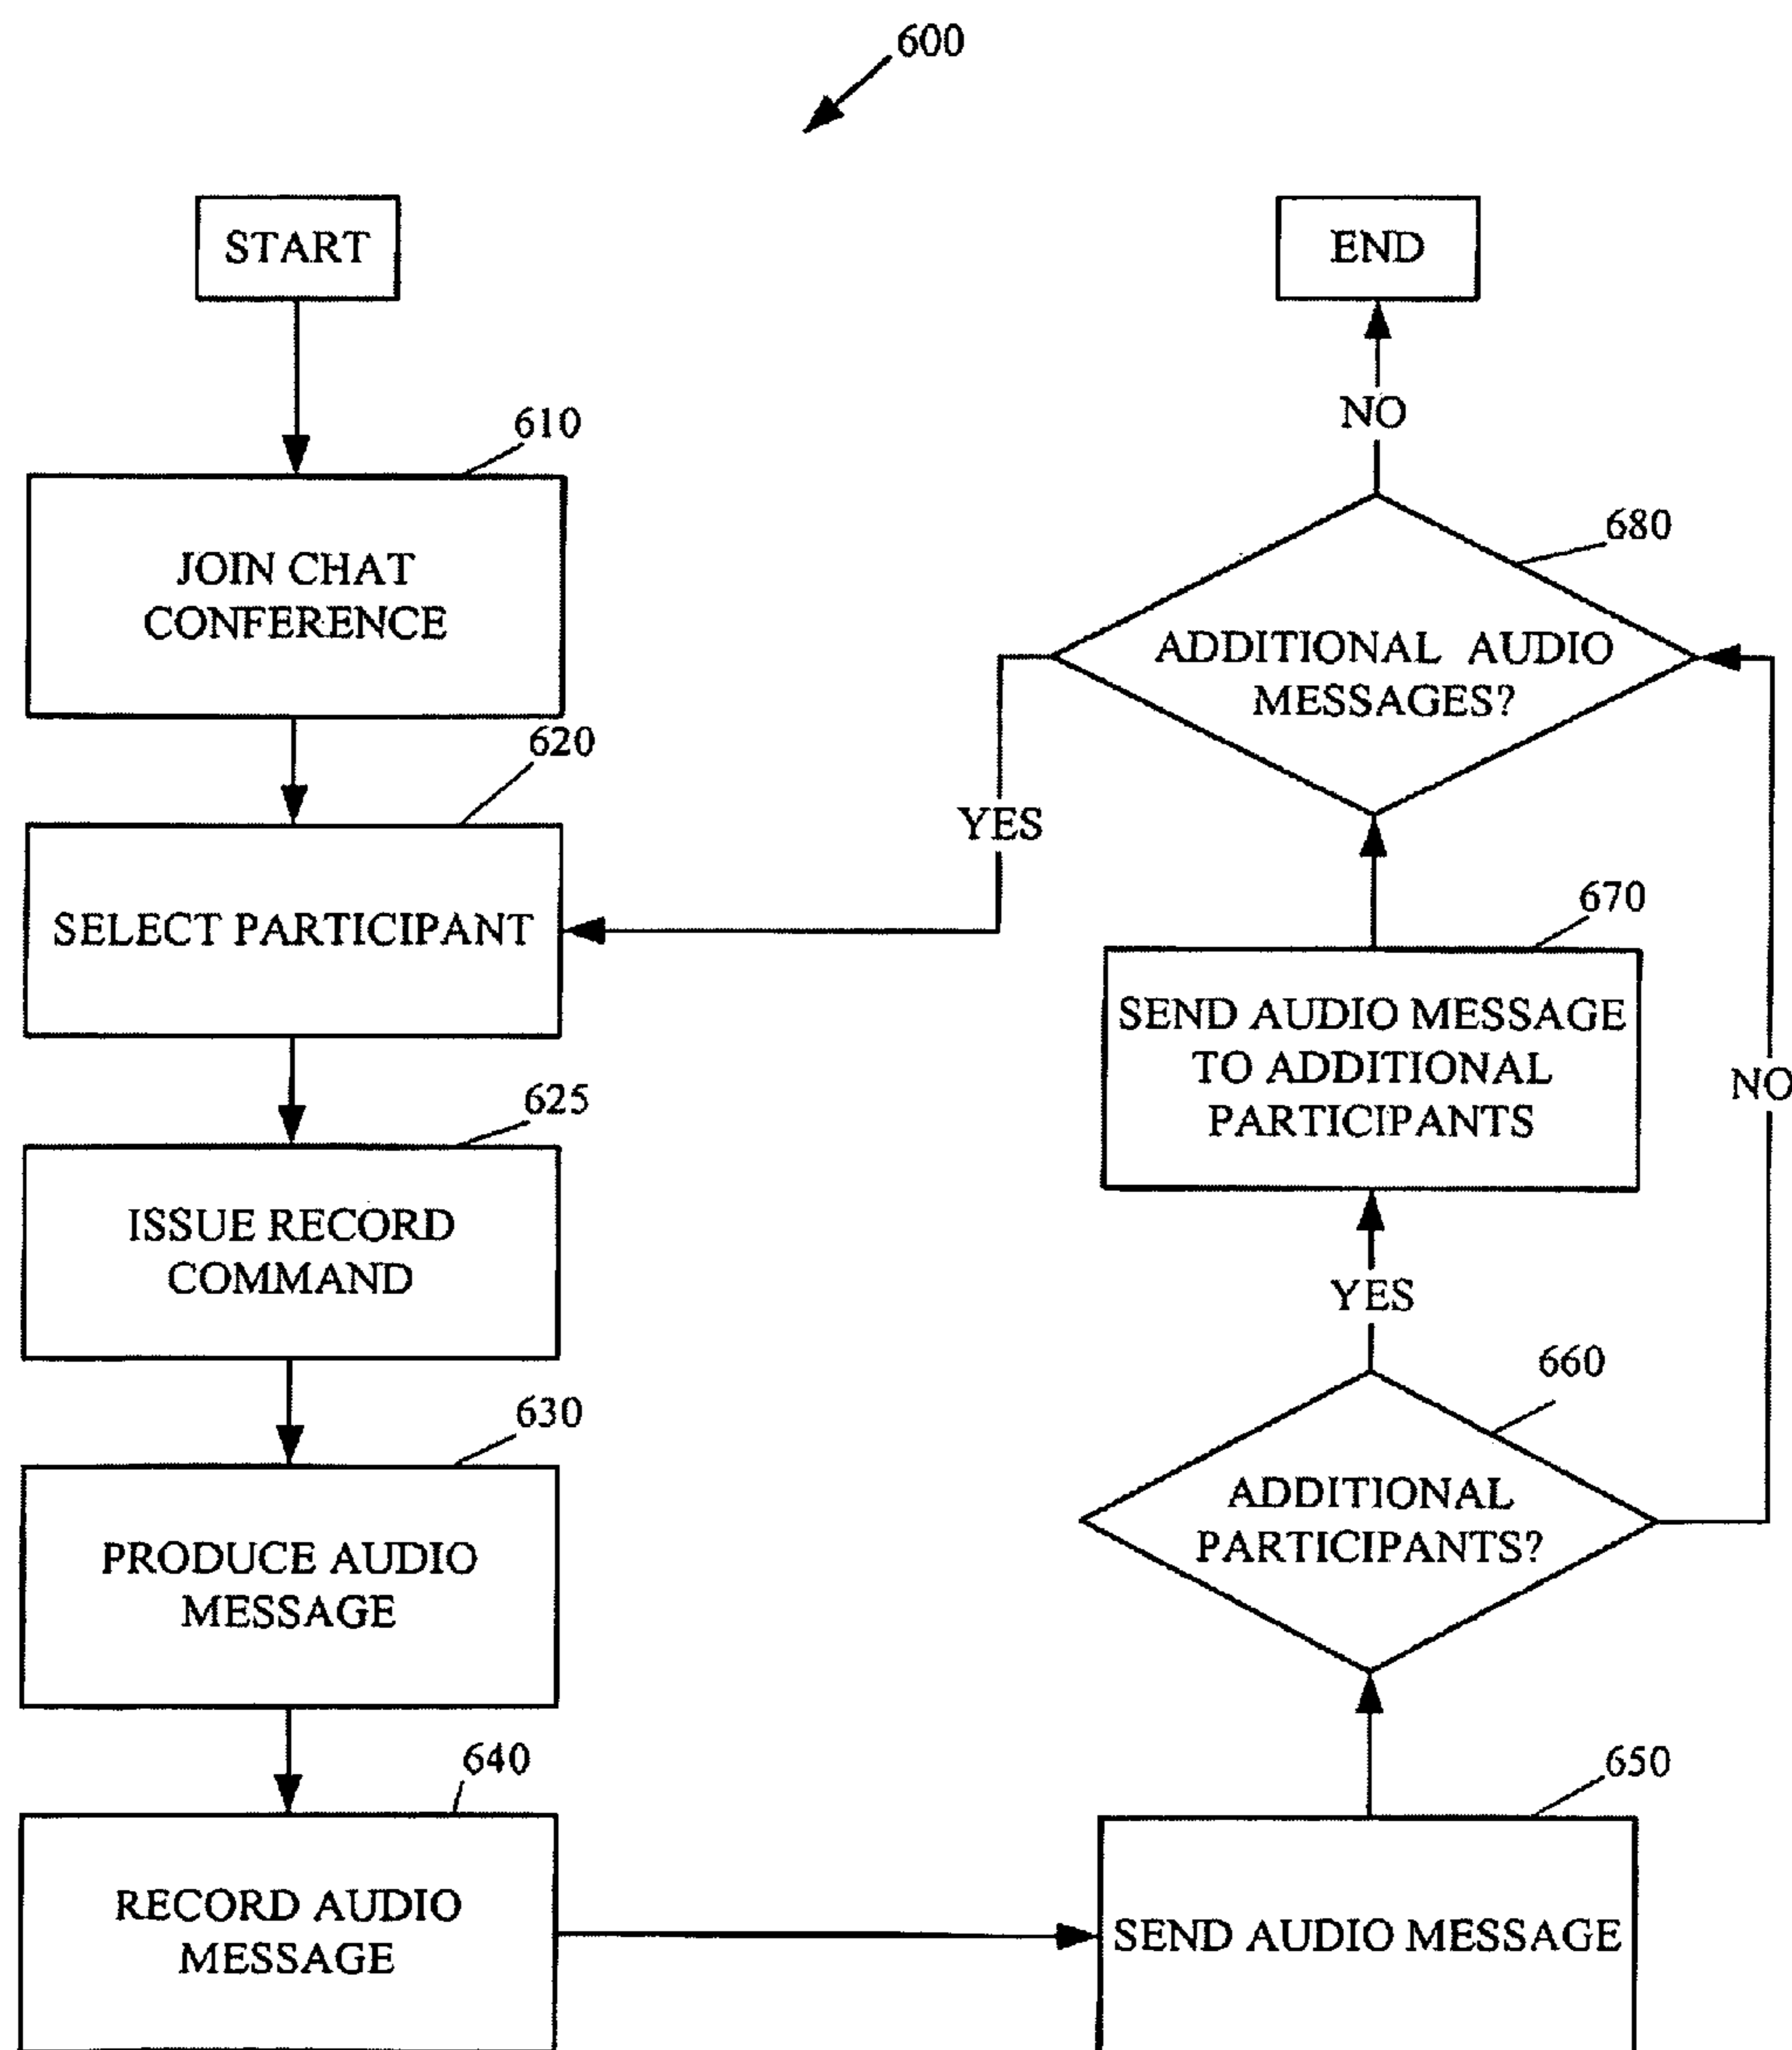 600
START
610
JOIN CHAT
CONFERENCE
620
SELECT PARTICIPANT
625
ISSUE RECORD
COMMAND
630
PRODUCE AUDIO
MESSAGE
640
RECORD AUDIO
MESSAGE
650
SEND AUDIO MESSAGE
660
ADDITIONAL
PARTICIPANTS?
YES
NO
670
SEND AUDIO MESSAGE
TO ADDITIONAL
PARTICIPANTS
680
ADDITIONAL AUDIO
MESSAGES?
YES
NO
END